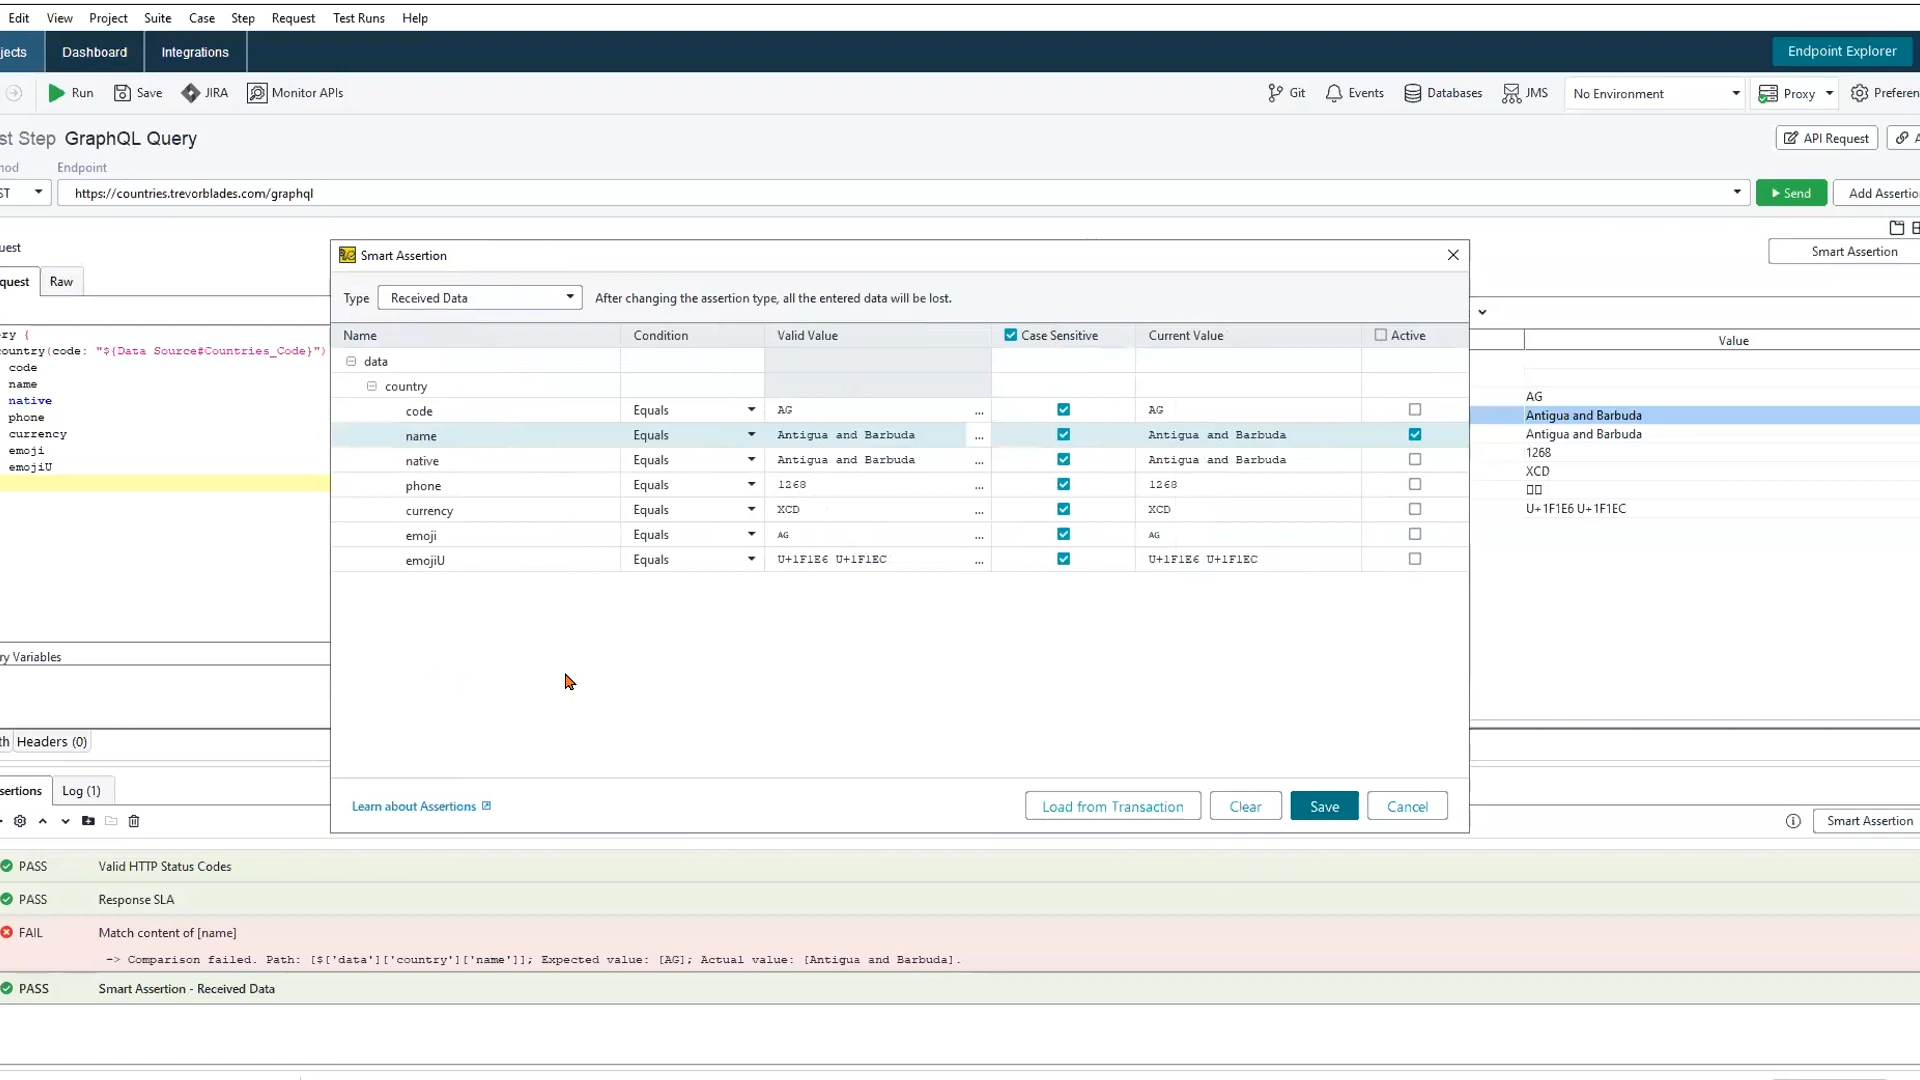 Edit View Project Suite Case Step Request Test Runs Help
jects Dashboard Integrations Endpoint Explorer
Run Save JIRA Monitor APIs Git Events Databases JMS No Environment Proxy Preferen
st Step GraphQL Query API Request A
nod Endpoint
ST https://countries.trevorblades.com/graphql Send Add Assertio
uest
Smart Assertion
quest Raw
ery {
country(code: "${Data Source#Countries_Code}")
code
name
native
phone
currency
emoji
emojiU
ry Variables
th Headers (0)
Smart Assertion
Type Received Data After changing the assertion type, all the entered data will be lost.
Name Condition Valid Value Case Sensitive Current Value Active
data
country
code Equals AG ... AG
name Equals Antigua and Barbuda ... Antigua and Barbuda
native Equals Antigua and Barbuda ... Antigua and Barbuda
phone Equals 1268 ... 1268
currency Equals XCD ... XCD
emoji Equals AG ... AG
emojiU Equals U+1F1E6 U+1F1EC ... U+1F1E6 U+1F1EC
Learn about Assertions Load from Transaction Clear Save Cancel
Value
AG
Antigua and Barbuda
Antigua and Barbuda
1268
XCD
U+1F1E6 U+1F1EC
sertions Log (1)
Smart Assertion
PASS Valid HTTP Status Codes
PASS Response SLA
FAIL Match content of [name]
-> Comparison failed. Path: [$['data']['country']['name']]; Expected value: [AG]; Actual value: [Antigua and Barbuda].
PASS Smart Assertion - Received Data